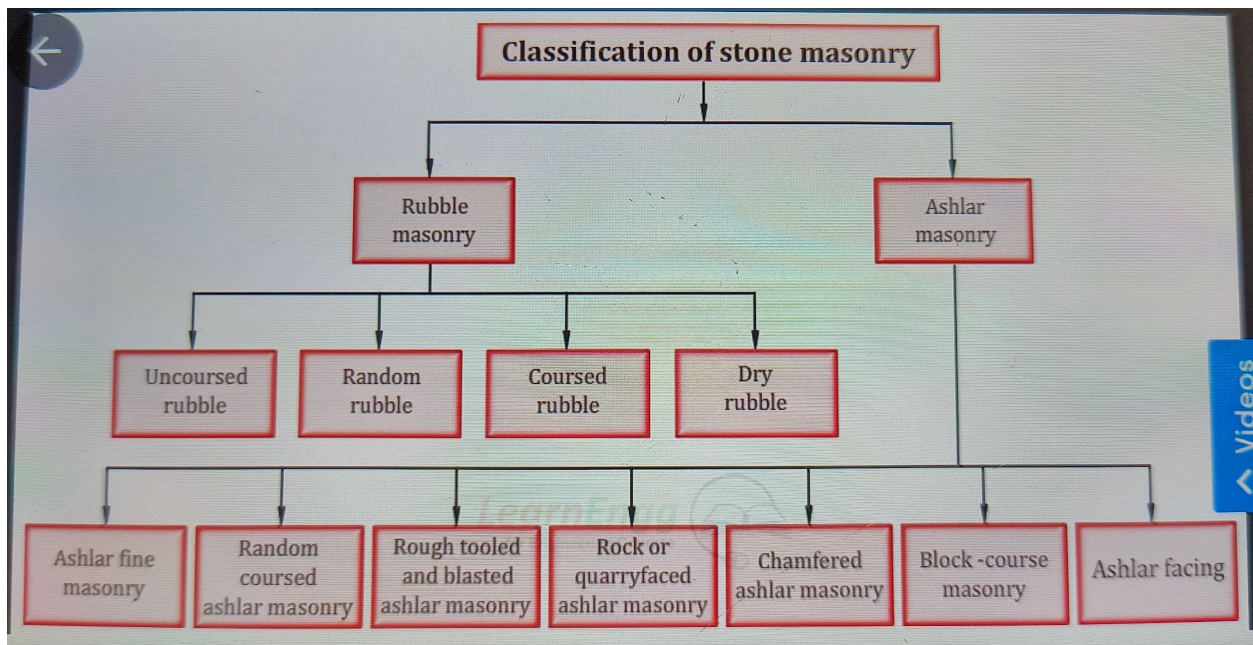 Classification of stone masonry
Rubble
masonry
Ashlar
masonry
Uncoursed
rubble
Random
rubble
Coursed
rubble
Dry
rubble
Videos
LearnEngg
Ashlar fine
masonry
Random
coursed
ashlar masonry
Rough tooled
and blasted
ashlar masonry
Rock or
quarryfaced
ashlar masonry
Chamfered
ashlar masonry
Block -course
masonry
Ashlar facing